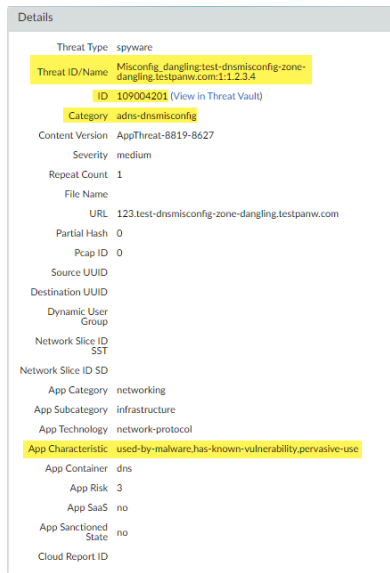 Details
Threat Type spyware
Threat ID/Name Misconfig_dangling:test-dnsmisconfig-zone-
dangling.testpanw.com:1:1.2.3.4
ID 109004201 (View in Threat Vault)
Category adns-dnsmisconfig
Content Version AppThreat-8819-8627
Severity medium
Repeat Count 1
File Name
URL 123.test-dnsmisconfig-zone-dangling.testpanw.com
Partial Hash 0
Pcap ID 0
Source UUID
Destination UUID
Dynamic User
Group
Network Slice ID
SST
Network Slice ID SD
App Category networking
App Subcategory infrastructure
App Technology network-protocol
App Characteristic used-by-malware,has-known-vulnerability,pervasive-use
App Container dns
App Risk 3
App SaaS no
App Sanctioned
State no
Cloud Report ID